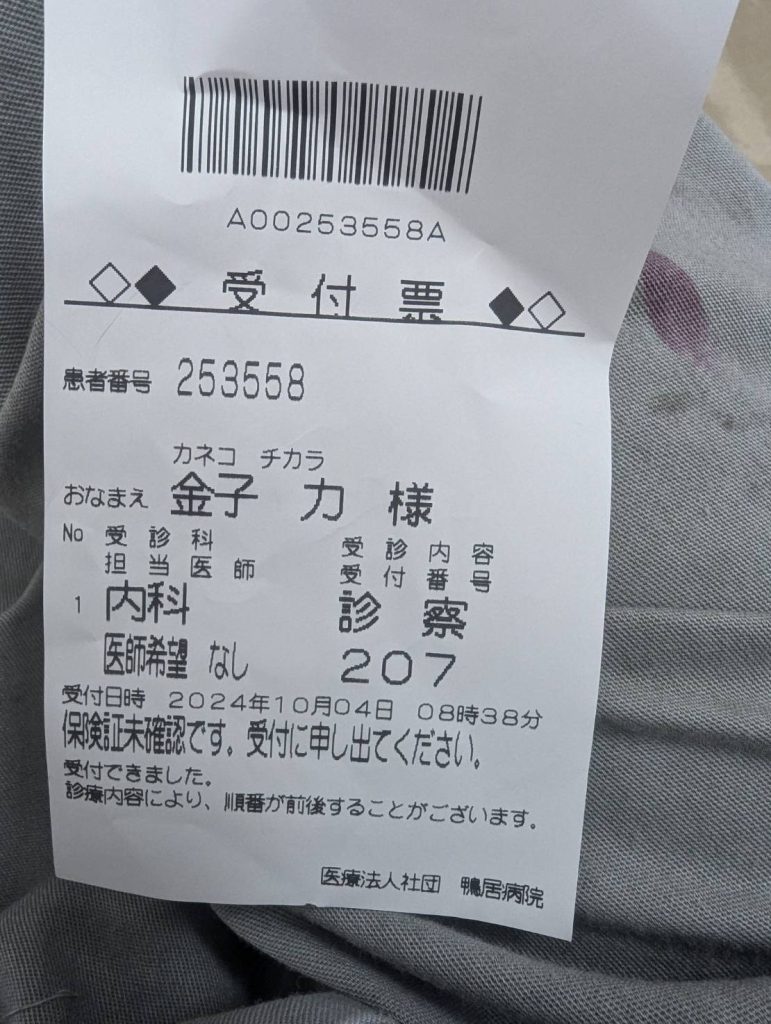 A00253558A
◇◆ 受付票 ◆◇
患者番号 253558
カネコ チカラ
おなまえ 金子 力 様
No 受診科 受診内容
担当医師 受付番号
1 内科 診察
医師希望 なし 207
受付日時 2024年10月04日 08時38分
保険証未確認です。受付に申し出てください。
受付できました。
診療内容により、順番が前後することがございます。
医療法人社団 鴨居病院